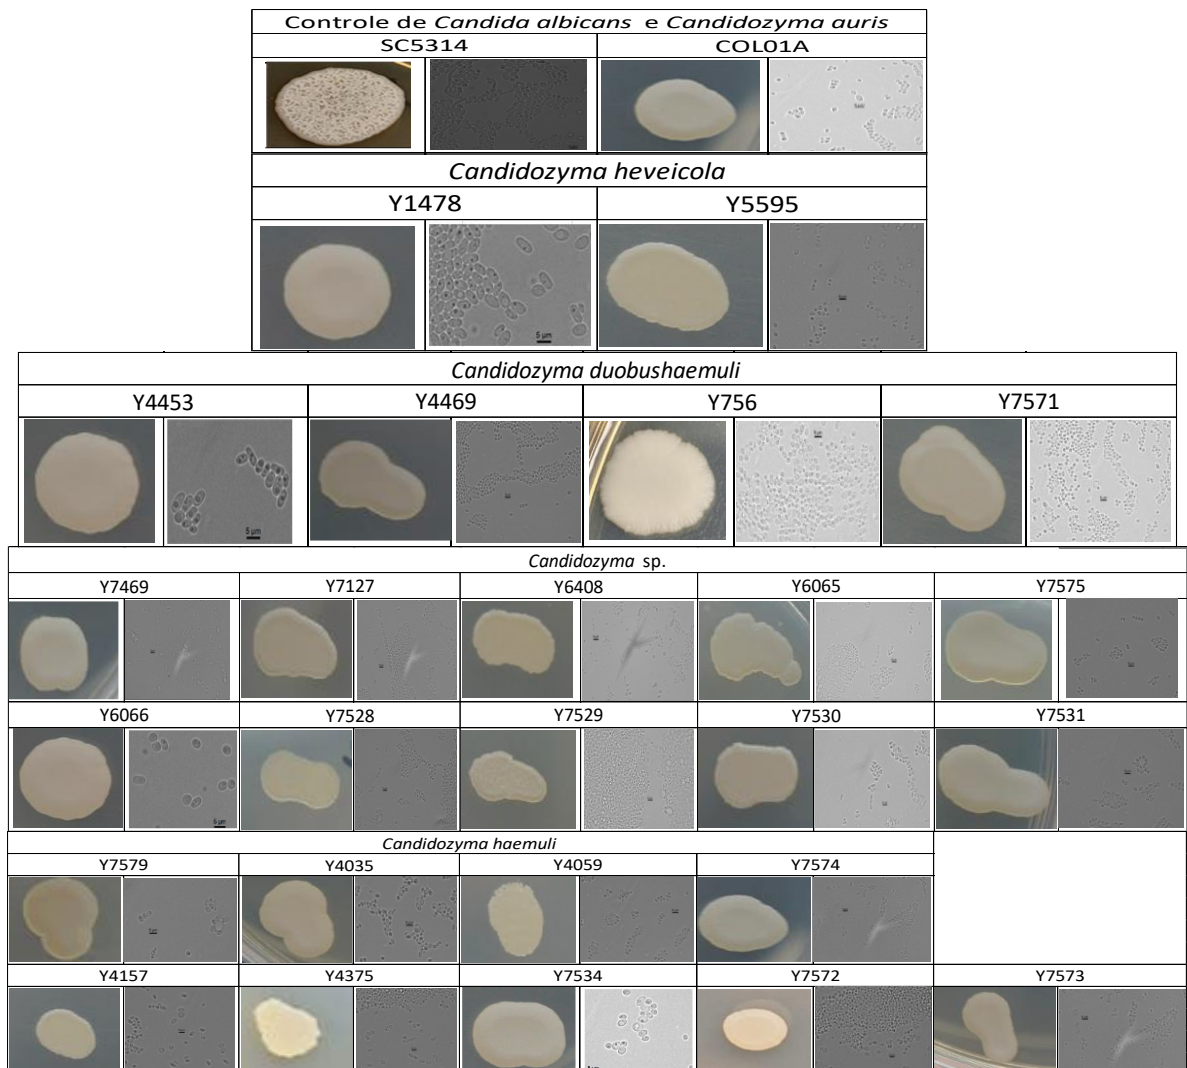 Controle de Candida albicans e Candidozyma auris
SC5314 COL01A
Candidozyma heveicola
Y1478 Y5595
5 µm
Candidozyma duobushaemuli
Y4453 Y4469 Y756 Y7571
5 µm
Candidozyma sp.
Y7469 Y7127 Y6408 Y6065 Y7575
Y6066 Y7528 Y7529 Y7530 Y7531
5 µm
Candidozyma haemuli
Y7579 Y4035 Y4059 Y7574
Y4157 Y4375 Y7534 Y7572 Y7573